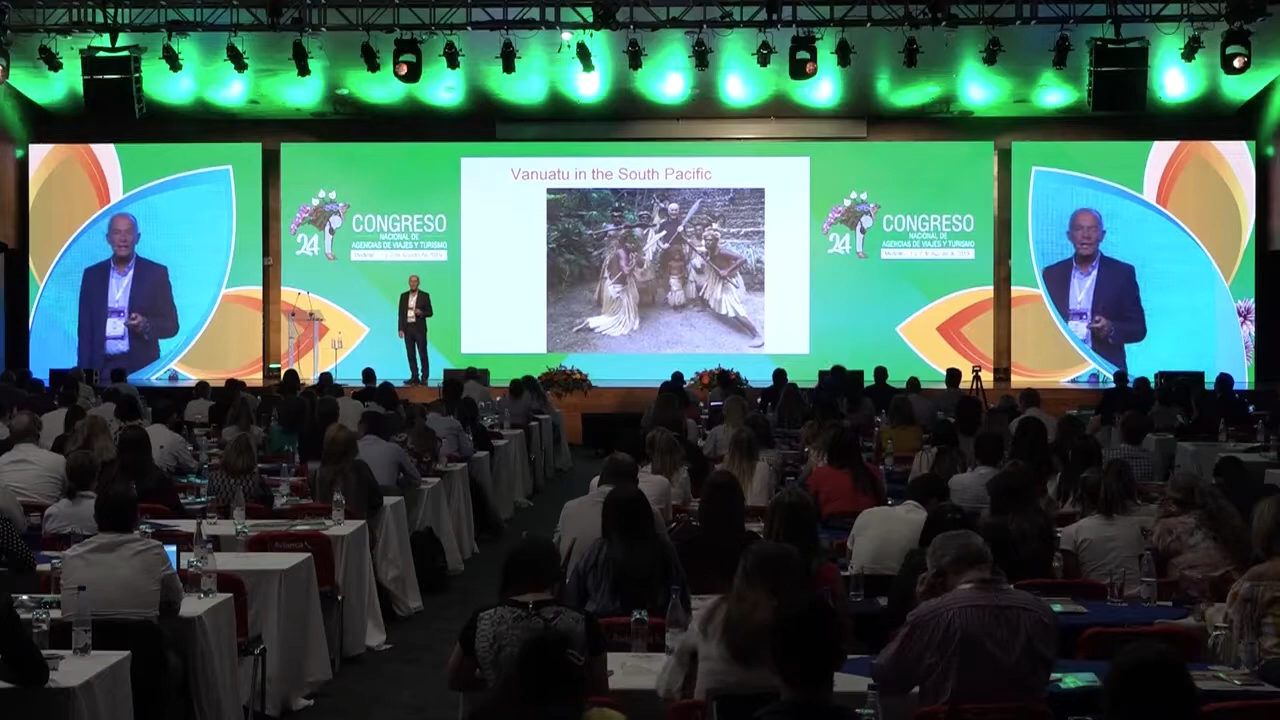 Vanuatu in the South Pacific
24
CONGRESO
NACIONAL DE
AGENCIAS DE VIAJES Y TURISMO
24
CONGRESO
NACIONAL DE
AGENCIAS DE VIAJES Y TURISMO
Avianca